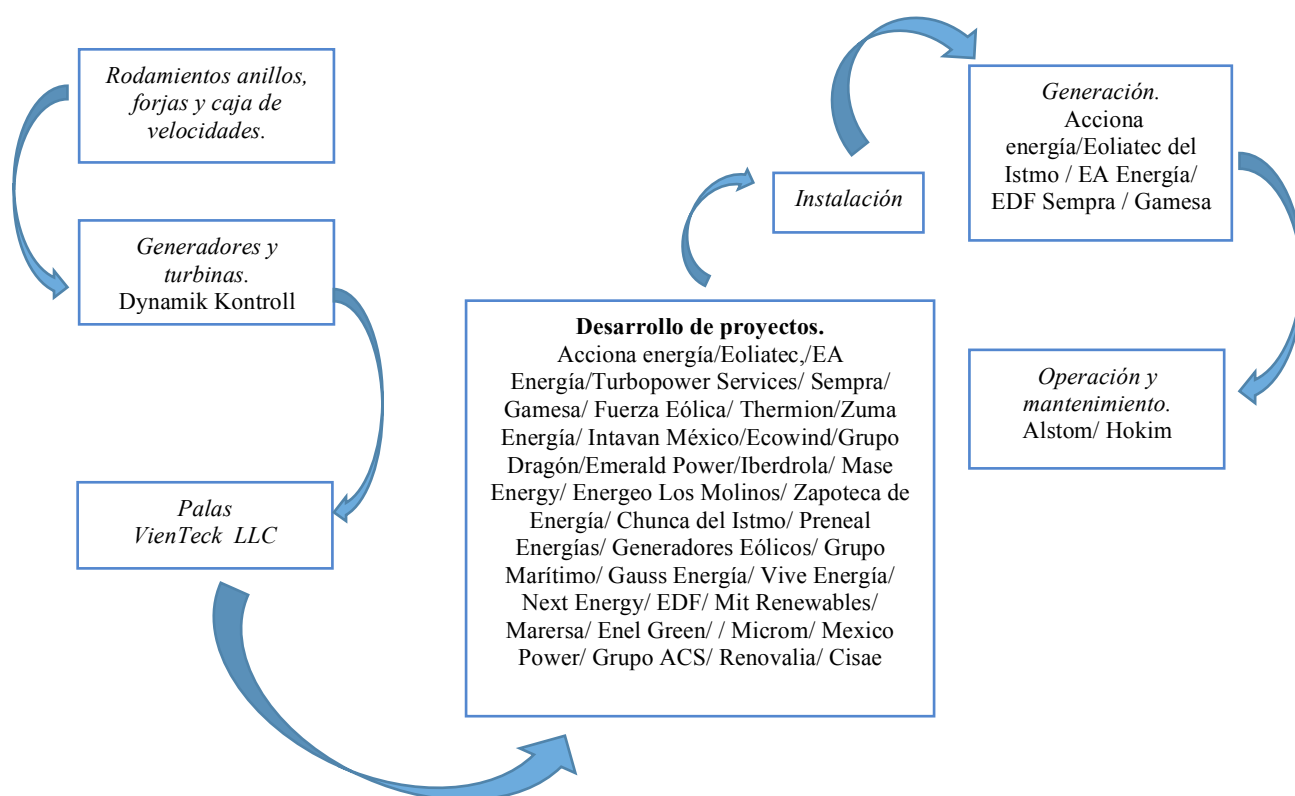 Rodamientos anillos,
forjas y caja de
velocidades.
Generadores y
turbinas.
Dynamik Kontroll
Palas
VienTeck LLC
Desarrollo de proyectos.
Acciona energía/Eoliatec,/EA
Energía/Turbopower Services/ Sempra/
Gamesa/ Fuerza Eólica/ Thermion/Zuma
Energía/ Intavan México/Ecowind/Grupo
Dragón/Emerald Power/Iberdrola/ Mase
Energy/ Energeo Los Molinos/ Zapoteca de
Energía/ Chunca del Istmo/ Preneal
Energías/ Generadores Eólicos/ Grupo
Marítimo/ Gauss Energía/ Vive Energía/
Next Energy/ EDF/ Mit Renewables/
Marersa/ Enel Green/ / Microm/ Mexico
Power/ Grupo ACS/ Renovalia/ Cisae
Instalación
Generación.
Acciona
energía/Eoliatec del
Istmo / EA Energía/
EDF Sempra / Gamesa
Operación y
mantenimiento.
Alstom/ Hokim